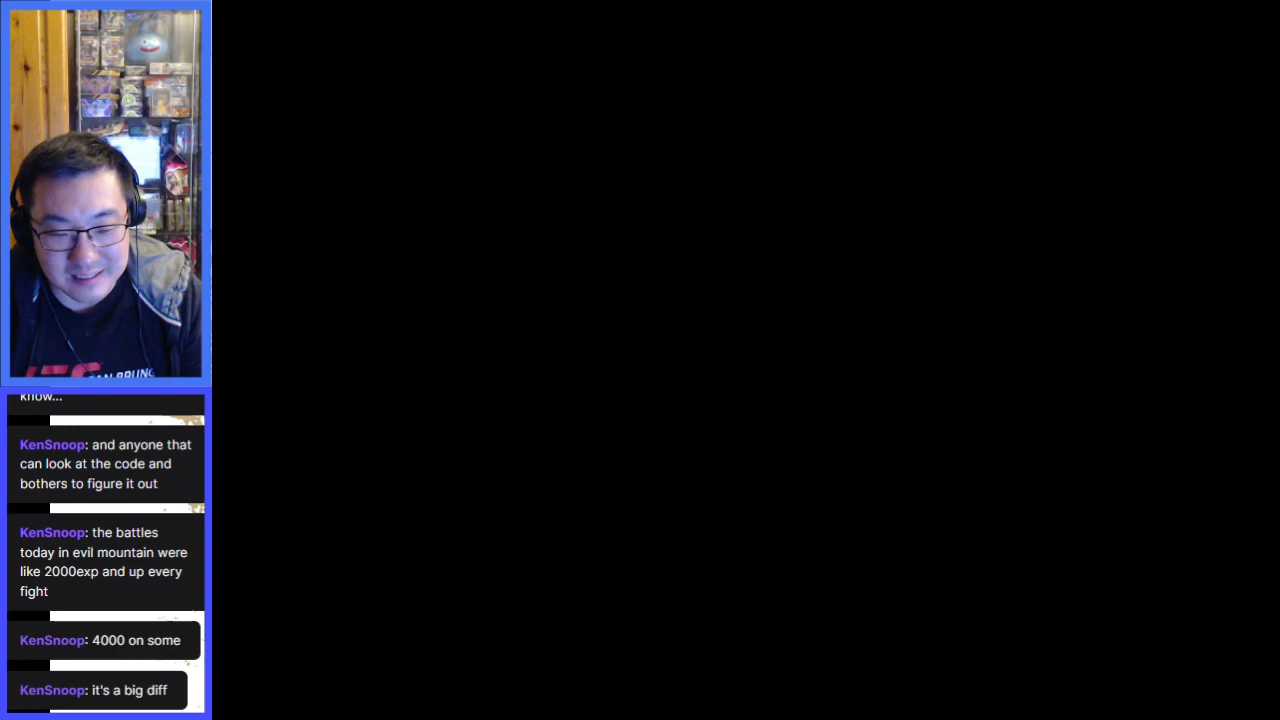 know...
KenSnoop: and anyone that
can look at the code and
bothers to figure it out
KenSnoop: the battles
today in evil mountain were
like 2000exp and up every
fight
KenSnoop: 4000 on some
KenSnoop: it's a big diff